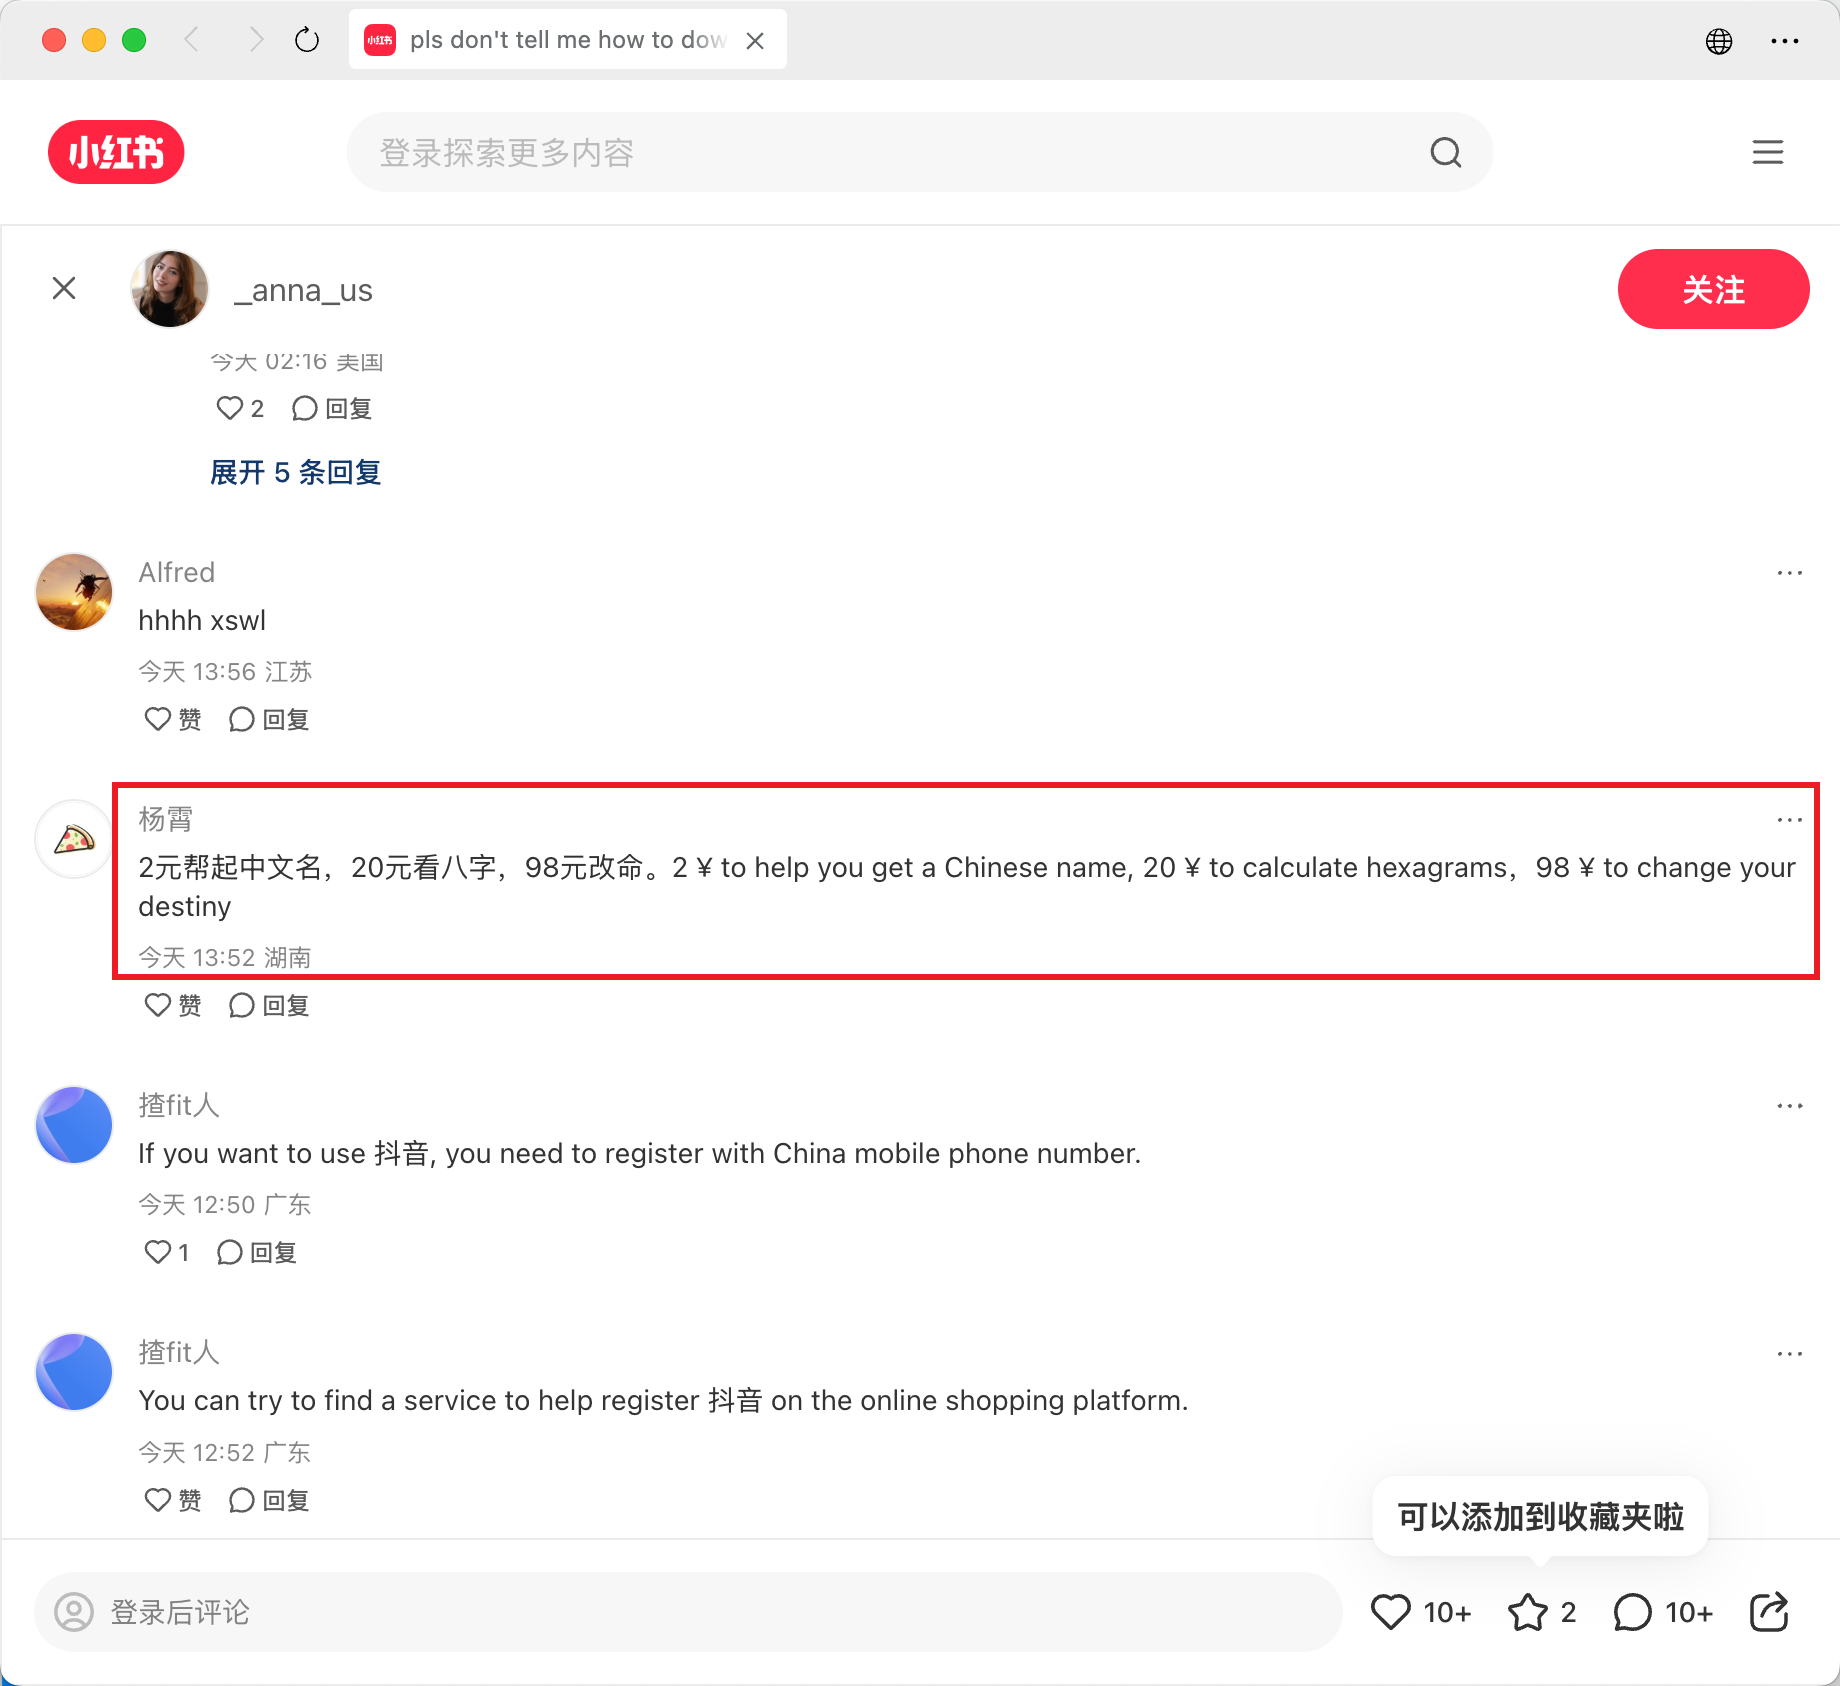 小红书 pls don't tell me how to dow
小红书
登录探索更多内容
_anna_us
关注
今天 02:16 美国
2 回复
展开 5 条回复
Alfred
hhhh xswl
今天 13:56 江苏
赞 回复
杨霄
2元帮起中文名，20元看八字，98元改命。2 ¥ to help you get a Chinese name, 20 ¥ to calculate hexagrams，98 ¥ to change your
destiny
今天 13:52 湖南
赞 回复
揸fit人
If you want to use 抖音, you need to register with China mobile phone number.
今天 12:50 广东
1 回复
揸fit人
You can try to find a service to help register 抖音 on the online shopping platform.
今天 12:52 广东
赞 回复
可以添加到收藏夹啦
登录后评论
10+ 2 10+